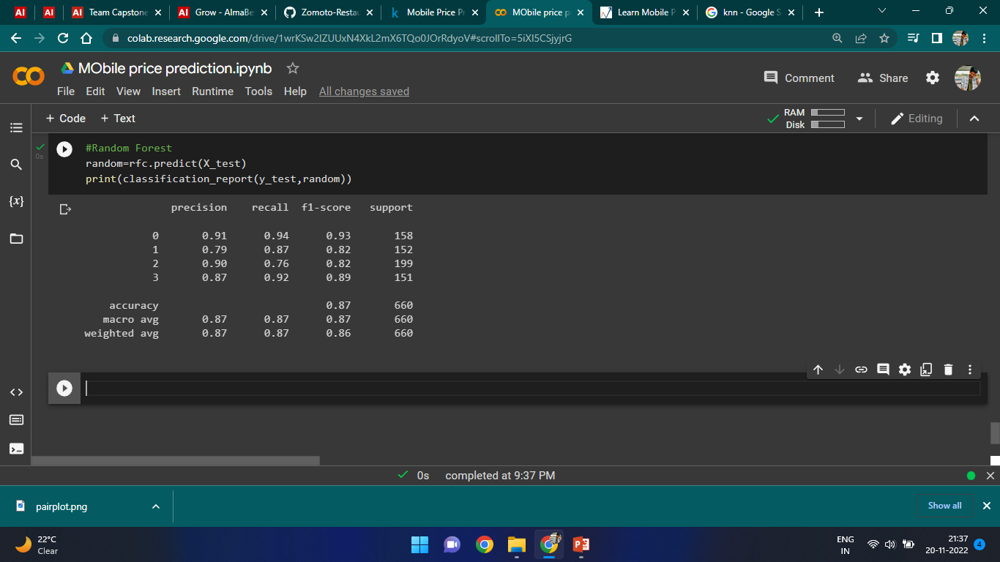 AI
AI
AI Team Capstone
AI Grow - AlmaBe
Zomoto-Restau
k Mobile Price Pr
MObile price p
Learn Mobile P
G knn - Google S
colab.research.google.com/drive/1wrKSw2IZUUxN4XkL2mX6TQo0JOrRdyoV#scrollTo=5iXI5CSjyjrG
MObile price prediction.ipynb
Comment
Share
File Edit View Insert Runtime Tools Help All changes saved
+ Code + Text
RAM
Disk
Editing
0s
#Random Forest
random=rfc.predict(X_test)
print(classification_report(y_test,random))
precision recall f1-score support
0 0.91 0.94 0.93 158
1 0.79 0.87 0.82 152
2 0.90 0.76 0.82 199
3 0.87 0.92 0.89 151
accuracy 0.87 660
macro avg 0.87 0.87 0.87 660
weighted avg 0.87 0.87 0.86 660
{x}
0s completed at 9:37 PM
pairplot.png
Show all
22°C
Clear
ENG
IN
21:37
20-11-2022
4